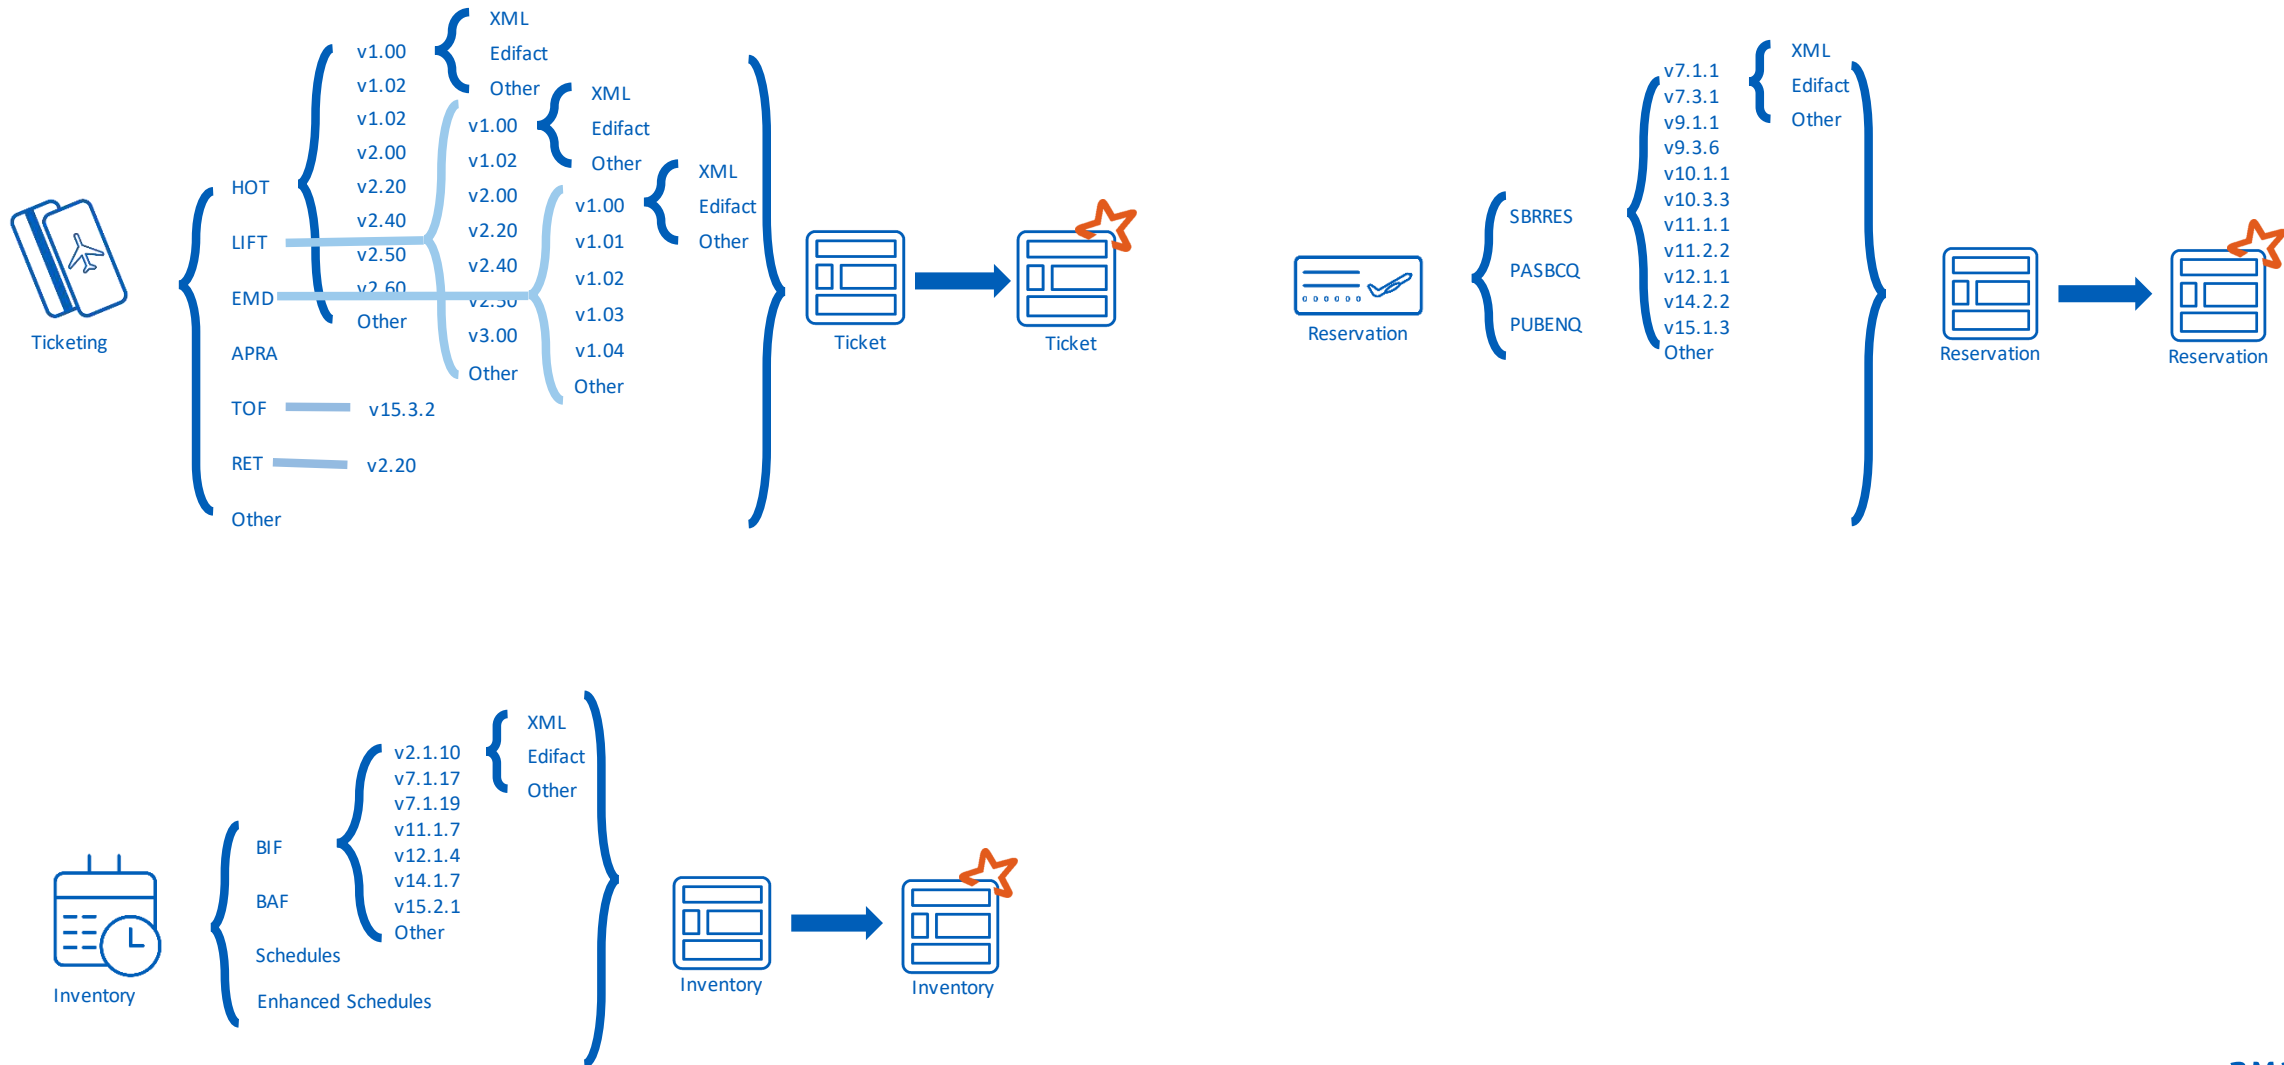 Ticketing
HOT
LIFT
EMD
APRA
TOF
RET
Other
v1.00
v1.02
v1.02
v2.00
v2.20
v2.40
v2.50
v2.60
Other
XML
Edifact
Other
v1.00
v1.02
v2.00
v2.20
v2.40
v2.50
v3.00
Other
XML
Edifact
Other
v1.00
v1.01
v1.02
v1.03
v1.04
Other
XML
Edifact
Other
v15.3.2
v2.20
Ticket
Ticket
Reservation
SBRRES
PASBCQ
PUBENQ
v7.1.1
v7.3.1
v9.1.1
v9.3.6
v10.1.1
v10.3.3
v11.1.1
v11.2.2
v12.1.1
v14.2.2
v15.1.3
Other
XML
Edifact
Other
Reservation
Reservation
Inventory
BIF
BAF
Schedules
Enhanced Schedules
v2.1.10
v7.1.17
v7.1.19
v11.1.7
v12.1.4
v14.1.7
v15.2.1
Other
XML
Edifact
Other
Inventory
Inventory